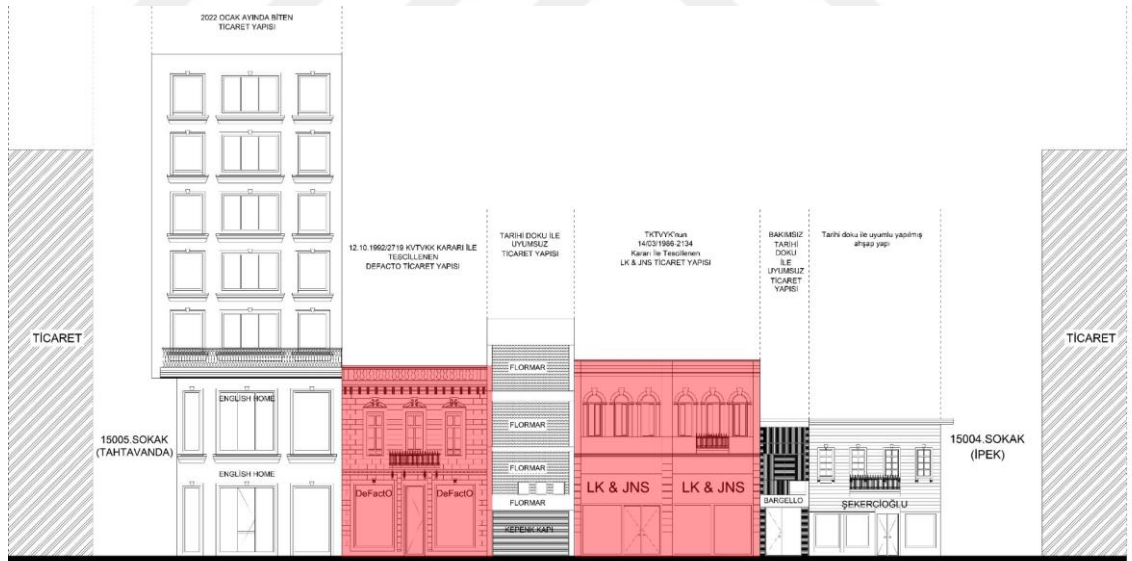 2022 OCAK AYINDA BİTEN
TİCARET YAPISI
12.10.1992/2719 KVTVKK KARARI İLE
TESCİLLENEN
DEFACTO TİCARET YAPISI
TARİHİ DOKU İLE
UYUMSUZ
TİCARET YAPISI
TKTVYK'nun
14/03/1986-2134
Kararı İle Tescillenen
LK & JNS TİCARET YAPISI
BAKIMSIZ
TARİHİ
DOKU
İLE
UYUMSUZ
TİCARET
YAPISI
Tarihi doku ile uyumlu yapılmış
ahşap yapı
TİCARET
TİCARET
FLORMAR
ENGLİSH HOME
FLORMAR
15005.SOKAK
(TAHTAVANDA)
15004.SOKAK
(İPEK)
FLORMAR
ENGLİSH HOME
DeFactO
DeFactO
LK & JNS
LK & JNS
FLORMAR
BARGELLO
ŞEKERCİOĞLU
KEPENK KAPI